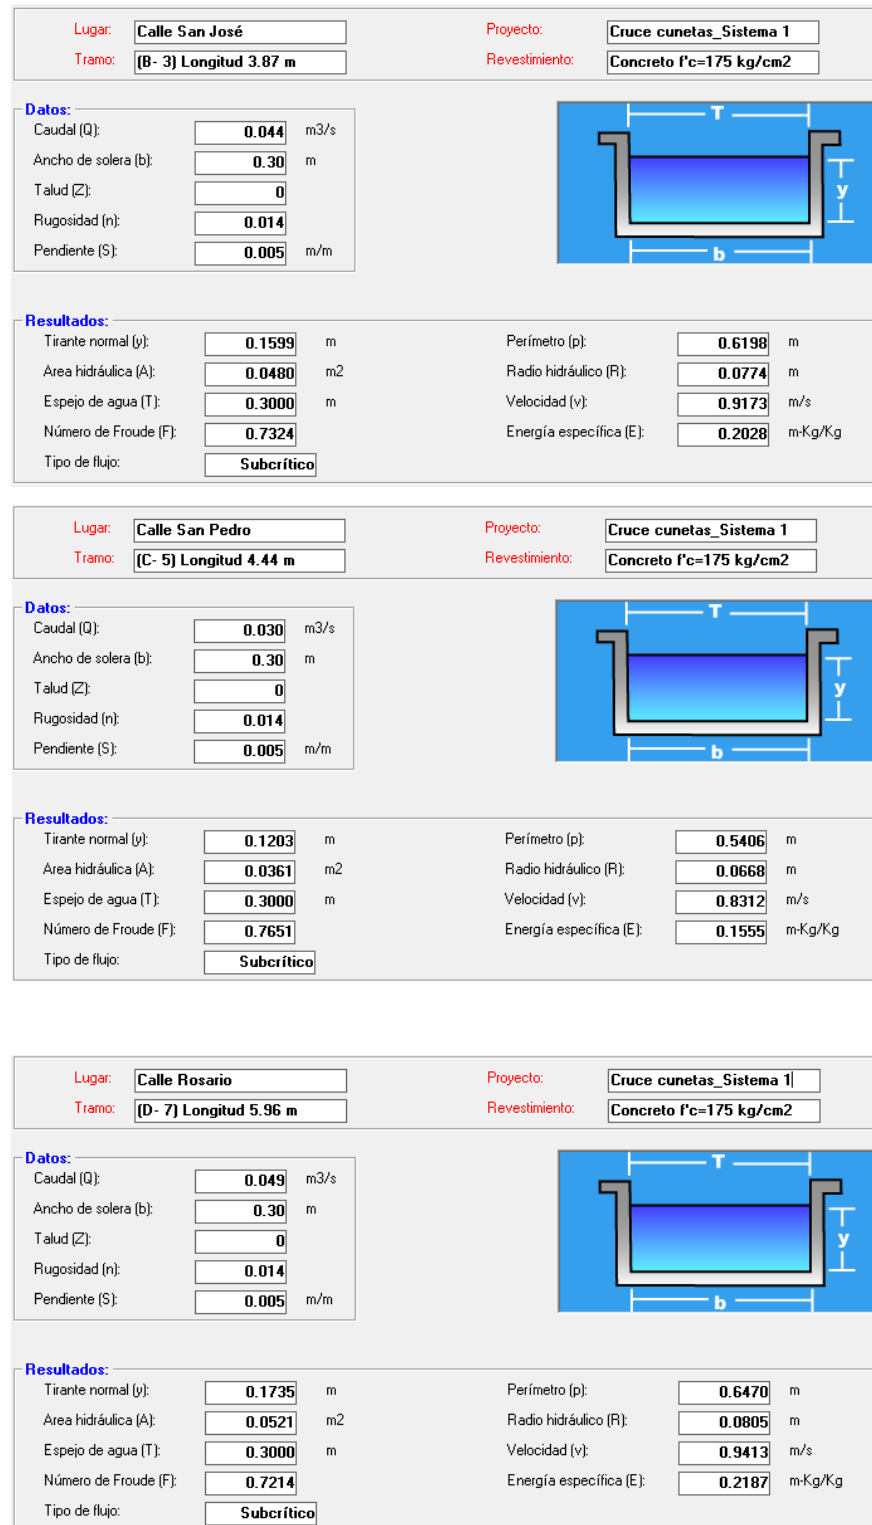 Lugar: Calle San José Proyecto: Cruce cunetas_Sistema 1
Tramo: (B- 3) Longitud 3.87 m Revestimiento: Concreto f'c=175 kg/cm2
Datos:
Caudal (Q): 0.044 m3/s
T
Ancho de solera (b): 0.30 m
Talud (Z): 0
y
Rugosidad (n): 0.014
Pendiente (S): 0.005 m/m
b
Resultados:
Tirante normal (y): 0.1599 m Perímetro (p): 0.6198 m
Area hidráulica (A): 0.0480 m2 Radio hidráulico (R): 0.0774 m
Espejo de agua (T): 0.3000 m Velocidad (v): 0.9173 m/s
Número de Froude (F): 0.7324 Energía específica (E): 0.2028 m-Kg/Kg
Tipo de flujo: Subcrítico
Lugar: Calle San Pedro Proyecto: Cruce cunetas_Sistema 1
Tramo: (C- 5) Longitud 4.44 m Revestimiento: Concreto f'c=175 kg/cm2
Datos:
Caudal (Q): 0.030 m3/s
T
Ancho de solera (b): 0.30 m
Talud (Z): 0
y
Rugosidad (n): 0.014
Pendiente (S): 0.005 m/m
b
Resultados:
Tirante normal (y): 0.1203 m Perímetro (p): 0.5406 m
Area hidráulica (A): 0.0361 m2 Radio hidráulico (R): 0.0668 m
Espejo de agua (T): 0.3000 m Velocidad (v): 0.8312 m/s
Número de Froude (F): 0.7651 Energía específica (E): 0.1555 m-Kg/Kg
Tipo de flujo: Subcrítico
Lugar: Calle Rosario Proyecto: Cruce cunetas_Sistema 1
Tramo: (D- 7) Longitud 5.96 m Revestimiento: Concreto f'c=175 kg/cm2
Datos:
Caudal (Q): 0.049 m3/s
T
Ancho de solera (b): 0.30 m
Talud (Z): 0
y
Rugosidad (n): 0.014
Pendiente (S): 0.005 m/m
b
Resultados:
Tirante normal (y): 0.1735 m Perímetro (p): 0.6470 m
Area hidráulica (A): 0.0521 m2 Radio hidráulico (R): 0.0805 m
Espejo de agua (T): 0.3000 m Velocidad (v): 0.9413 m/s
Número de Froude (F): 0.7214 Energía específica (E): 0.2187 m-Kg/Kg
Tipo de flujo: Subcrítico